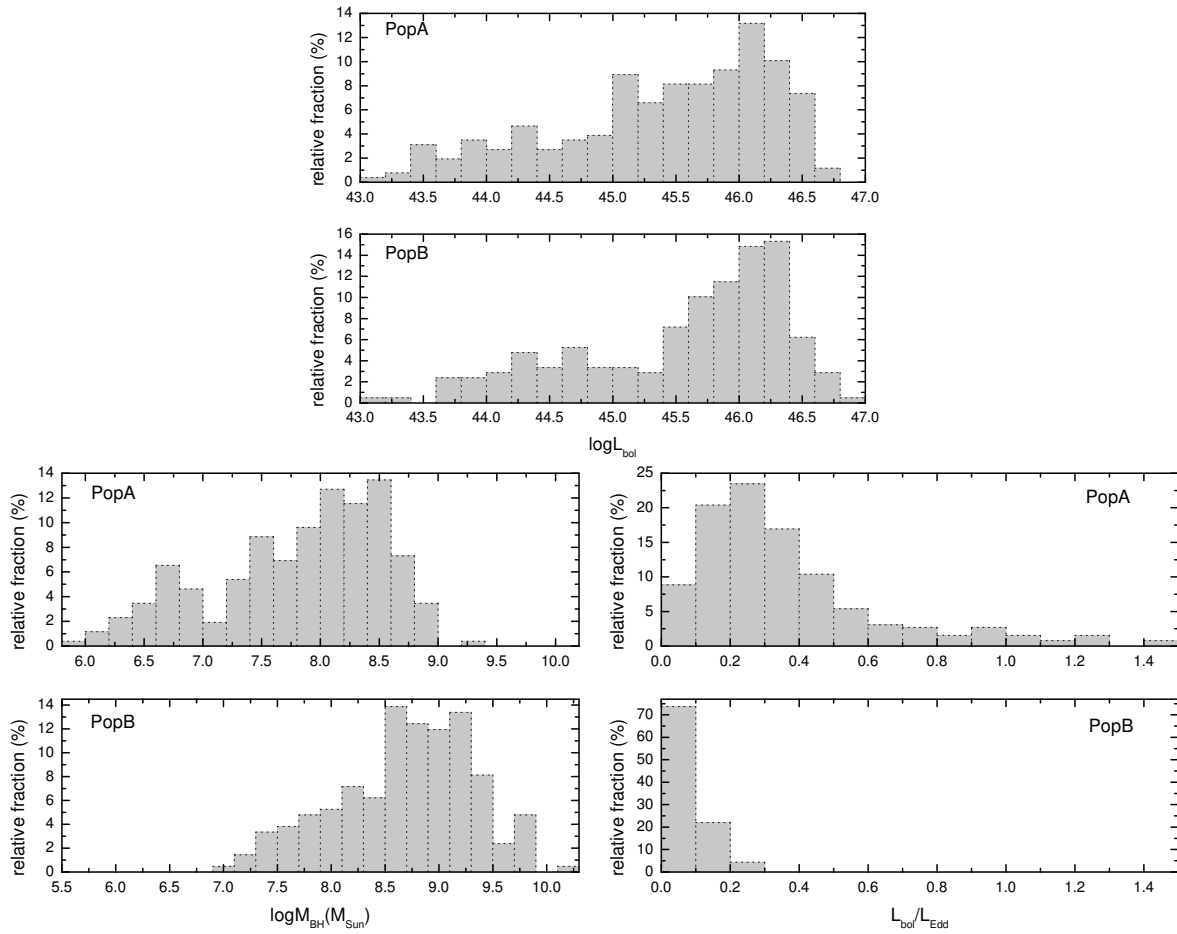 PopA
relative fraction (%)
14
12
10
8
6
4
2
0
43.0 43.5 44.0 44.5 45.0 45.5 46.0 46.5 47.0
PopB
relative fraction (%)
16
14
12
10
8
6
4
2
0
43.0 43.5 44.0 44.5 45.0 45.5 46.0 46.5 47.0
logL_bol
PopA
relative fraction (%)
14
12
10
8
6
4
2
0
6.0 6.5 7.0 7.5 8.0 8.5 9.0 9.5 10.0
PopA
relative fraction (%)
25
20
15
10
5
0
0.0 0.2 0.4 0.6 0.8 1.0 1.2 1.4
PopB
relative fraction (%)
14
12
10
8
6
4
2
0
5.5 6.0 6.5 7.0 7.5 8.0 8.5 9.0 9.5 10.0
logM_BH(M_Sun)
PopB
relative fraction (%)
70
60
50
40
30
20
10
0
0.0 0.2 0.4 0.6 0.8 1.0 1.2 1.4
L_bol/L_Edd